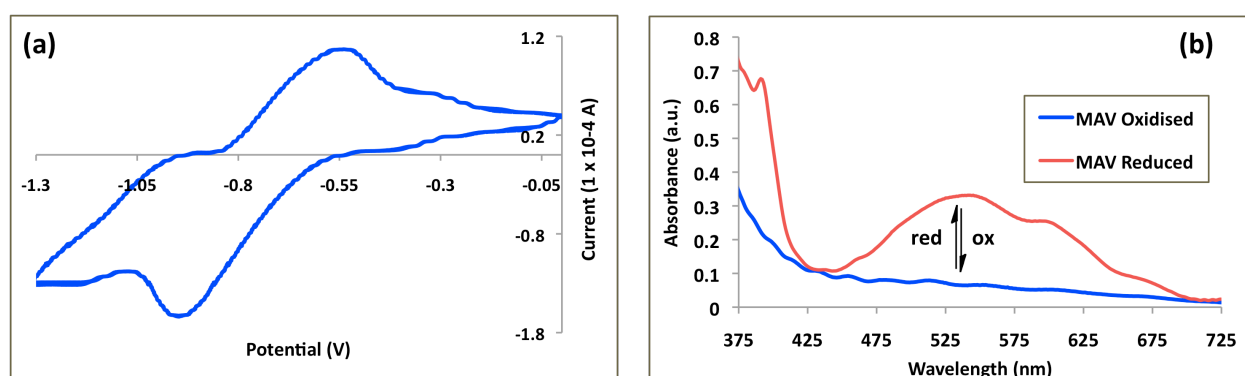 (a)
1.2
0.2
-1.3
-1.05
-0.8
-0.55
-0.3
-0.05
-0.8
-1.8
Current (1 x 10-4 A)
Potential (V)
(b)
0.8
0.7
0.6
0.5
0.4
0.3
0.2
0.1
0
Absorbance (a.u.)
MAV Oxidised
MAV Reduced
red ox
375 425 475 525 575 625 675 725
Wavelength (nm)